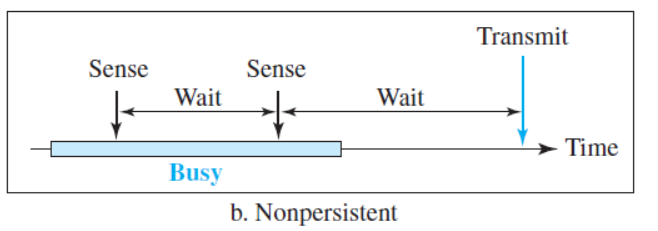 Transmit
Sense Sense
Wait Wait
Time
Busy
b. Nonpersistent